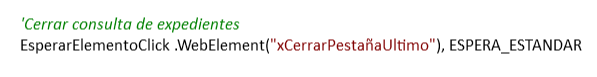 'Cerrar consulta de expedientes
EsperarElementoClick .WebElement("xCerrarPestañaUltimo"), ESPERA_ESTANDAR